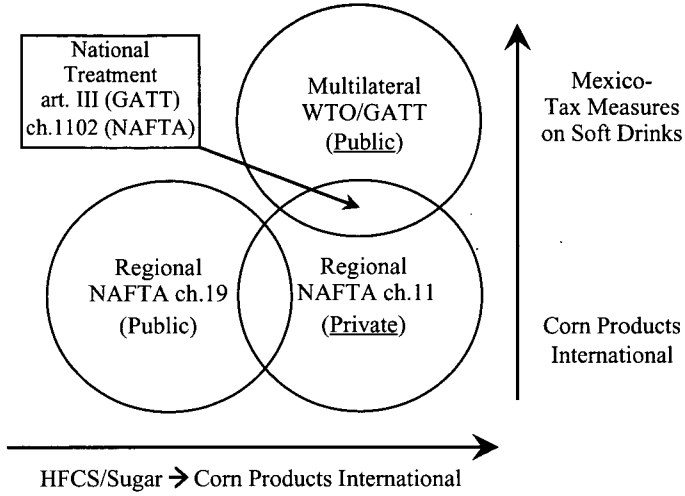 National
Treatment
art. III (GATT)
ch.1102 (NAFTA)
Multilateral
WTO/GATT
(Public)
Mexico-
Tax Measures
on Soft Drinks
Regional
NAFTA ch.19
(Public)
Regional
NAFTA ch.11
(Private)
Corn Products
International
HFCS/Sugar → Corn Products International